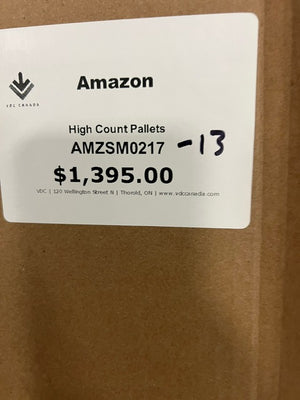 Amazon
VDC CANADA
High Count Pallets
AMZSM0217 -13
$1,395.00
VDC | 120 Wellington Street N | Thorold, ON | www.vdccanada.com